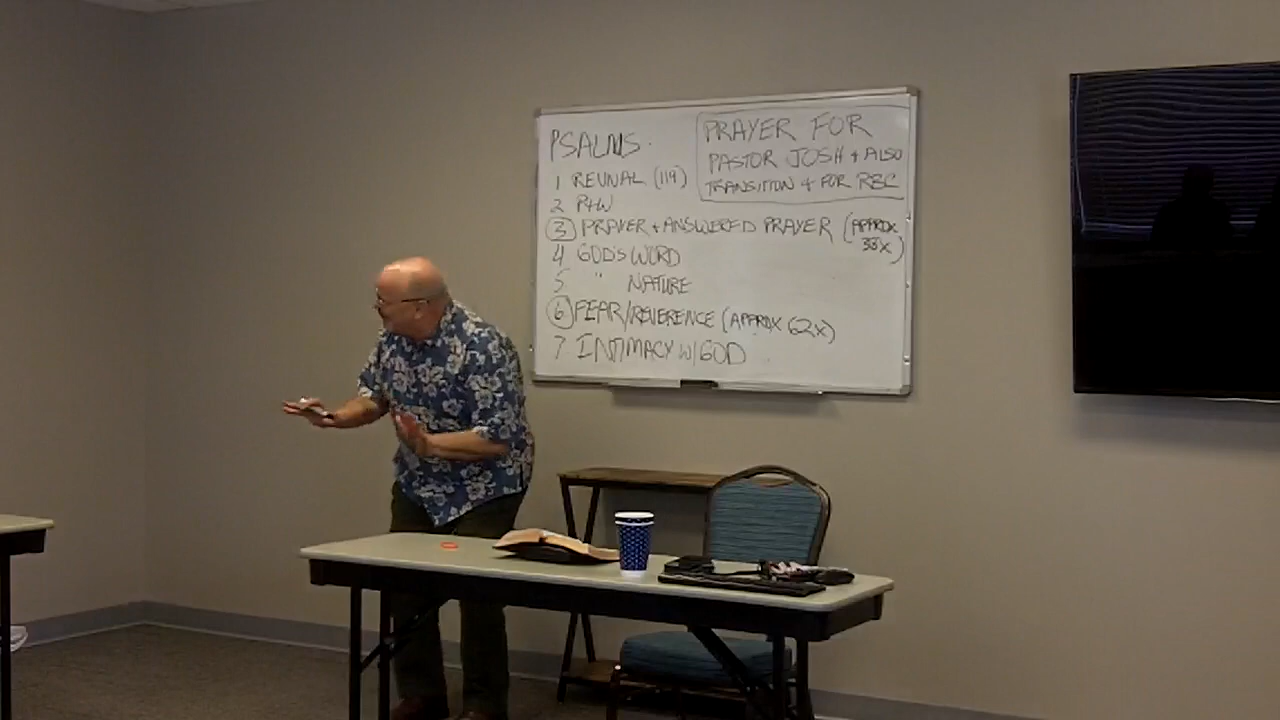 PSALMS
1 REVIVAL (119)
2 P+W
3 PRAYER + ANSWERED PRAYER (APPROX
38X)
4 GOD'S WORD
5 " NATURE
6 FEAR/REVERENCE (APPROX 62X)
7 INTIMACY W/GOD
PRAYER FOR
PASTOR JOSH + ALSO
TRANSITION + FOR RBC